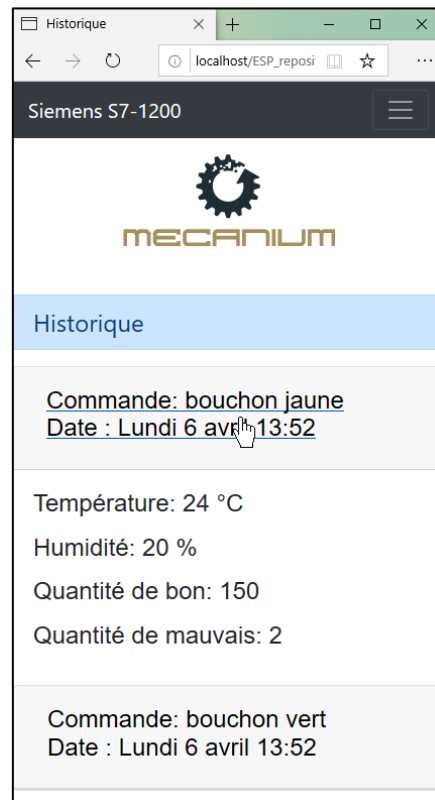 Historique
localhost/ESP_reposi
Siemens S7-1200
MECANIUM
Historique
Commande: bouchon jaune
Date : Lundi 6 avril 13:52
Température: 24 °C
Humidité: 20 %
Quantité de bon: 150
Quantité de mauvais: 2
Commande: bouchon vert
Date : Lundi 6 avril 13:52